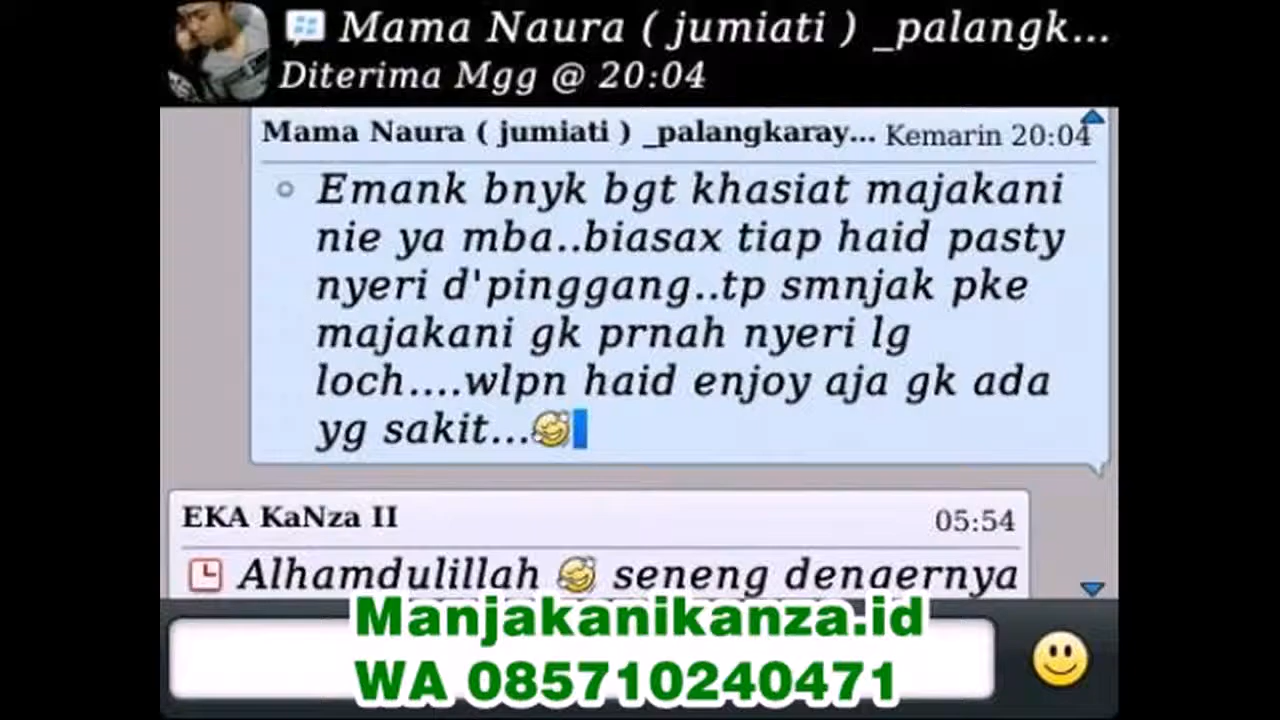 Mama Naura ( jumiati ) _palangk...
Diterima Mgg @ 20:04
Mama Naura ( jumiati ) _palangkaray... Kemarin 20:04
Emank bnyk bgt khasiat majakani
nie ya mba..biasax tiap haid pasty
nyeri d'pinggang..tp smnjak pke
majakani gk prnah nyeri lg
loch....wlpn haid enjoy aja gk ada
yg sakit...
EKA KaNza II 05:54
Alhamdulillah seneng dengernya
Manjakanikanza.id
WA 085710240471